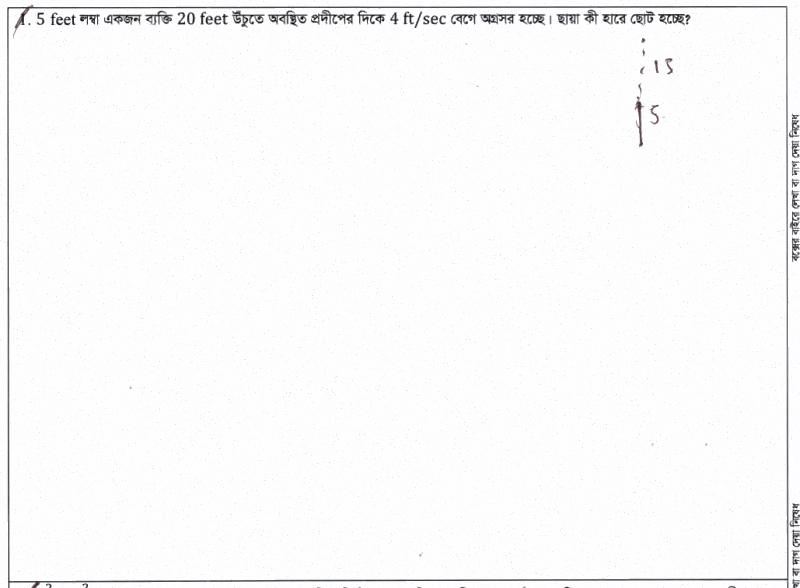 1. 5 feet লম্বা একজন ব্যক্তি 20 feet উঁচুতে অবস্থিত প্রদীপের দিকে 4 ft/sec বেগে অগ্রসর হচ্ছে। ছায়া কী হারে ছোট হচ্ছে?
15
5
বক্সের বাইরে লেখা বা দাগ দেয়া নিষেধ
বা দাগ দেয়া নিষেধ